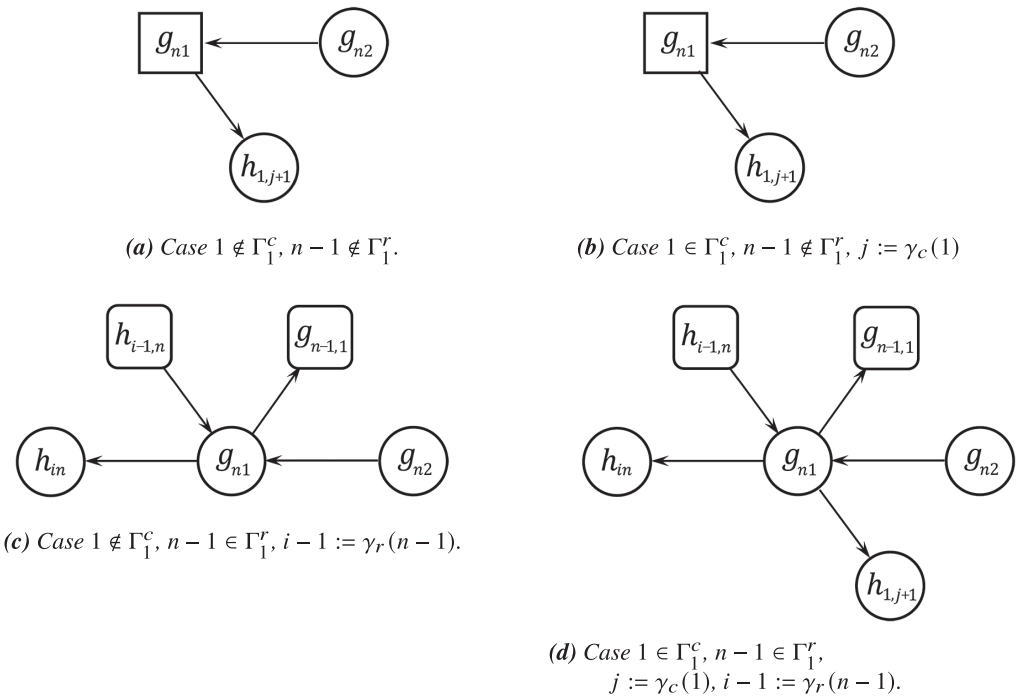 g_{n1} g_{n2}
h_{1,j+1}
(a) Case 1 ∉ Γ_1^c, n − 1 ∉ Γ_1^r.
g_{n1} g_{n2}
h_{1,j+1}
(b) Case 1 ∈ Γ_1^c, n − 1 ∉ Γ_1^r, j := γ_c(1)
h_{i−1,n} g_{n−1,1}
h_{in} g_{n1} g_{n2}
(c) Case 1 ∉ Γ_1^c, n − 1 ∈ Γ_1^r, i − 1 := γ_r(n − 1).
h_{i−1,n} g_{n−1,1}
h_{in} g_{n1} g_{n2}
h_{1,j+1}
(d) Case 1 ∈ Γ_1^c, n − 1 ∈ Γ_1^r,
j := γ_c(1), i − 1 := γ_r(n − 1).